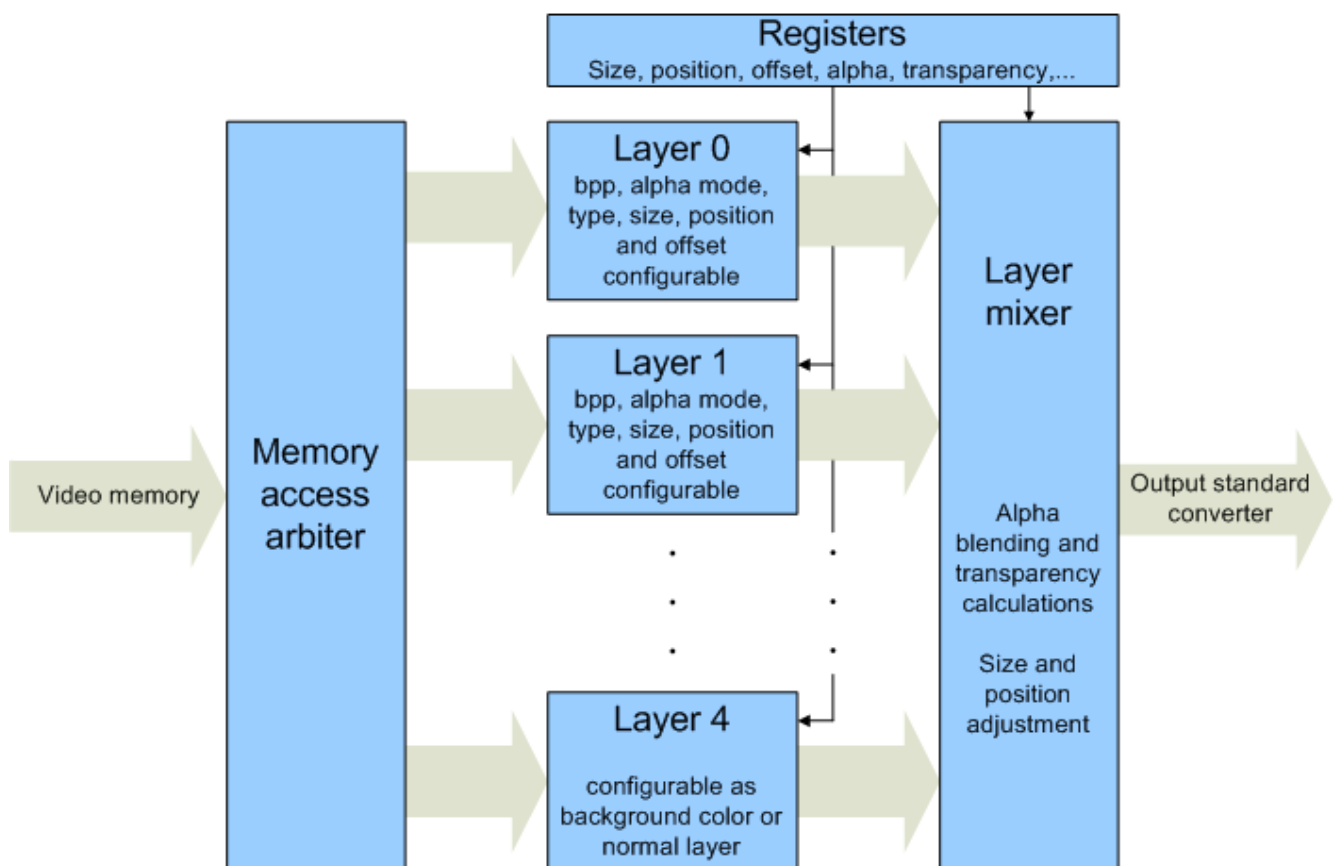 Registers
Size, position, offset, alpha, transparency,...
Video memory
Memory
access
arbiter
Layer 0
bpp, alpha mode,
type, size, position
and offset
configurable
Layer 1
bpp, alpha mode,
type, size, position
and offset
configurable
. .
. .
. .
Layer 4
configurable as
background color or
normal layer
Layer
mixer
Alpha
blending and
transparency
calculations
Size and
position
adjustment
Output standard
converter